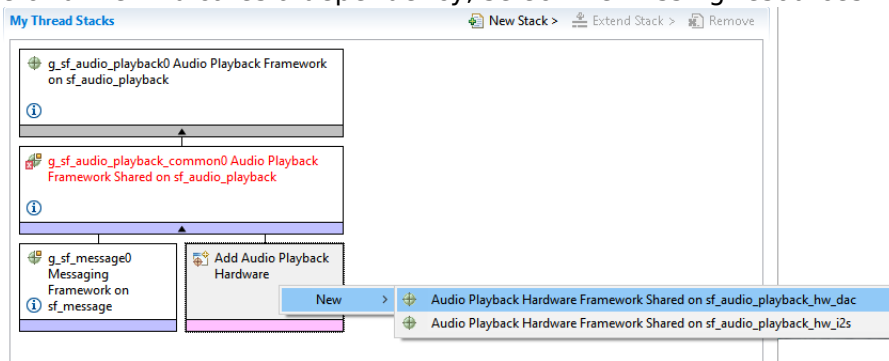 My Thread Stacks
New Stack > Extend Stack > Remove
g_sf_audio_playback0 Audio Playback Framework
on sf_audio_playback
g_sf_audio_playback_common0 Audio Playback
Framework Shared on sf_audio_playback
g_sf_message0
Messaging
Framework on
sf_message
Add Audio Playback
Hardware
New >
Audio Playback Hardware Framework Shared on sf_audio_playback_hw_dac
Audio Playback Hardware Framework Shared on sf_audio_playback_hw_i2s